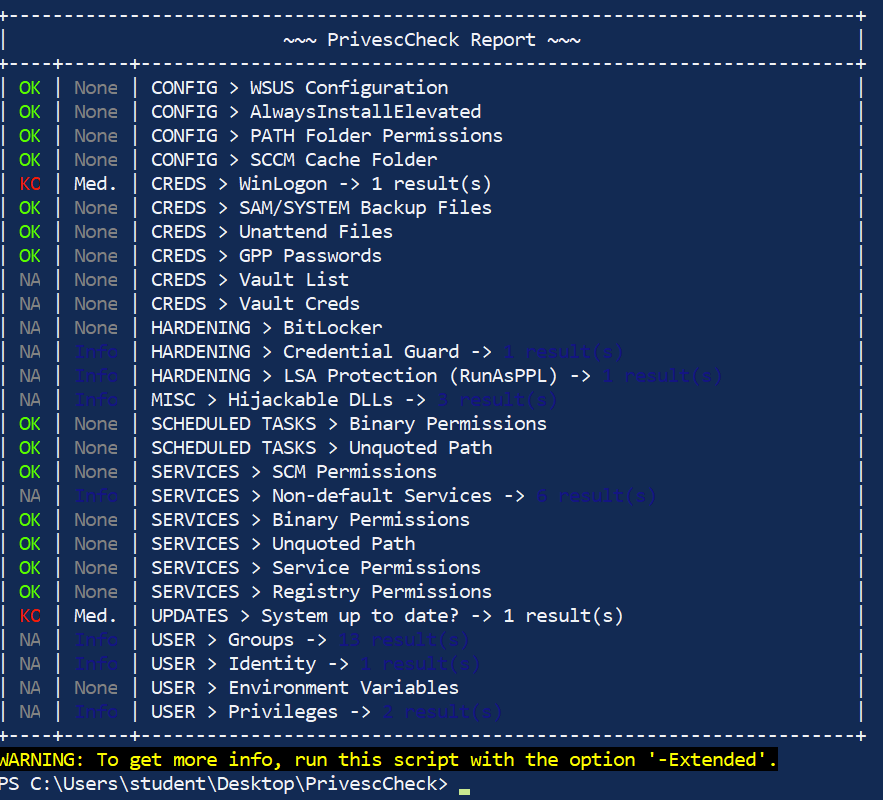 +------------------------------------------------------------------------------+
| ~~~ PrivescCheck Report ~~~ |
+----+------+------------------------------------------------------------------+
| OK | None | CONFIG > WSUS Configuration |
| OK | None | CONFIG > AlwaysInstallElevated |
| OK | None | CONFIG > PATH Folder Permissions |
| OK | None | CONFIG > SCCM Cache Folder |
| KO | Med. | CREDS > WinLogon -> 1 result(s) |
| OK | None | CREDS > SAM/SYSTEM Backup Files |
| OK | None | CREDS > Unattend Files |
| OK | None | CREDS > GPP Passwords |
| NA | None | CREDS > Vault List |
| NA | None | CREDS > Vault Creds |
| NA | None | HARDENING > BitLocker |
| NA | Info | HARDENING > Credential Guard -> 1 result(s) |
| NA | Info | HARDENING > LSA Protection (RunAsPPL) -> 1 result(s) |
| NA | Info | MISC > Hijackable DLLs -> 3 result(s) |
| OK | None | SCHEDULED TASKS > Binary Permissions |
| OK | None | SCHEDULED TASKS > Unquoted Path |
| OK | None | SERVICES > SCM Permissions |
| NA | Info | SERVICES > Non-default Services -> 6 result(s) |
| OK | None | SERVICES > Binary Permissions |
| OK | None | SERVICES > Unquoted Path |
| OK | None | SERVICES > Service Permissions |
| OK | None | SERVICES > Registry Permissions |
| KO | Med. | UPDATES > System up to date? -> 1 result(s) |
| NA | Info | USER > Groups -> 13 result(s) |
| NA | Info | USER > Identity -> 1 result(s) |
| NA | None | USER > Environment Variables |
| NA | Info | USER > Privileges -> 2 result(s) |
+----+------+------------------------------------------------------------------+
WARNING: To get more info, run this script with the option '-Extended'.
PS C:\Users\student\Desktop\PrivescCheck>